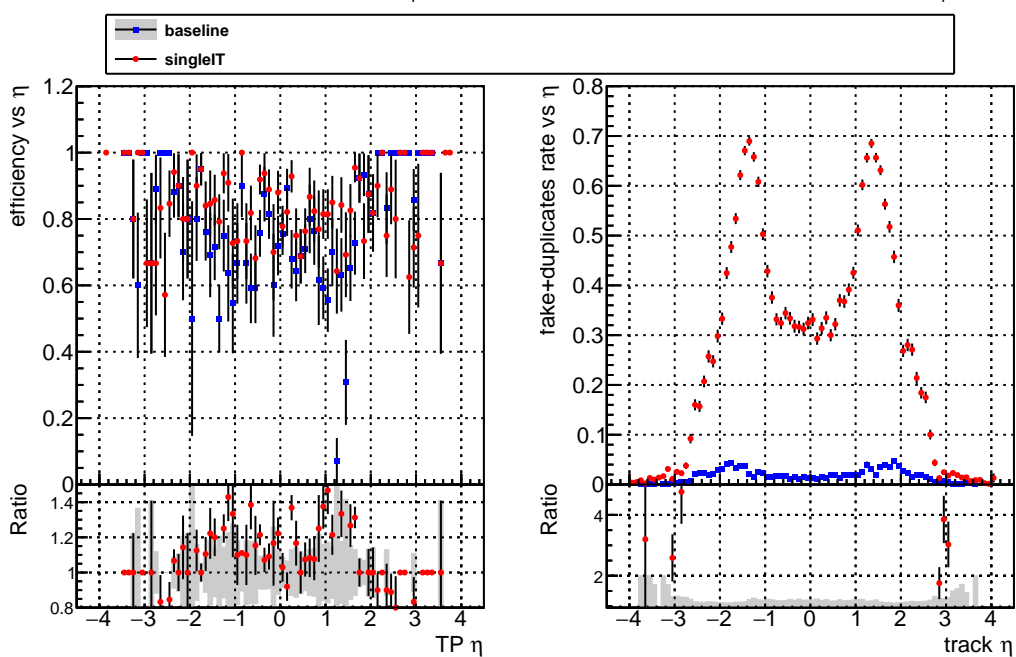 baseline
singleIT
efficiency vs η
1.2
1
0.8
0.6
0.4
0.2
0
Ratio
1.4
1.2
1
0.8
−4 −3 −2 −1 0 1 2 3 4
TP η
fake+duplicates rate vs η
0.8
0.7
0.6
0.5
0.4
0.3
0.2
0.1
0
Ratio
4
2
−4 −3 −2 −1 0 1 2 3 4
track η